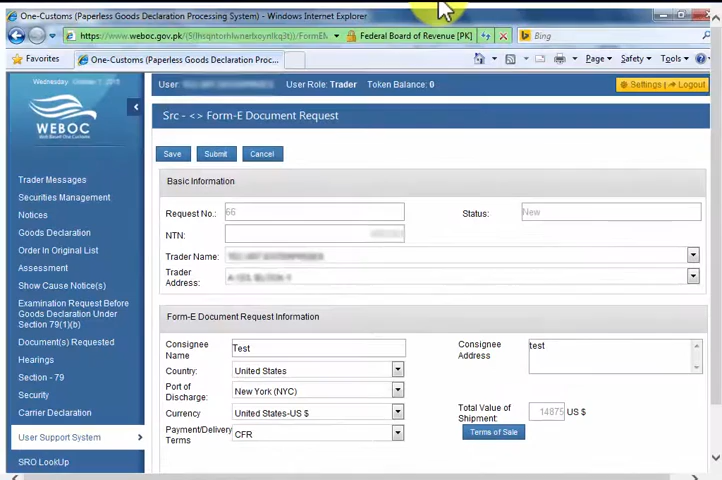 One-Customs (Paperless Goods Declaration Processing System) - Windows Internet Explorer
Federal Board of Revenue [PK]
Bing
Favorites
One-Customs (Paperless Goods Declaration Proc...
Page
Safety
Tools
User:
User Role: Trader
Token Balance: 0
Settings
Logout
WEBOC
Src - <> Form-E Document Request
Save
Submit
Cancel
Trader Messages
Securities Management
Notices
Goods Declaration
Order In Original List
Assessment
Show Cause Notice(s)
Examination Request Before
Goods Declaration Under
Section 79(1)(b)
Document(s) Requested
Hearings
Section - 79
Security
Carrier Declaration
User Support System
SRO LookUp
Basic Information
Request No.: 66
Status: New
NTN:
Trader Name:
Trader
Address:
Form-E Document Request Information
Consignee
Name
Test
Consignee
Address
test
Country: United States
Port of
Discharge:
New York (NYC)
Currency United States-US $
Total Value of
Shipment:
14875 US $
Payment/Delivery
Terms
CFR
Terms of Sale